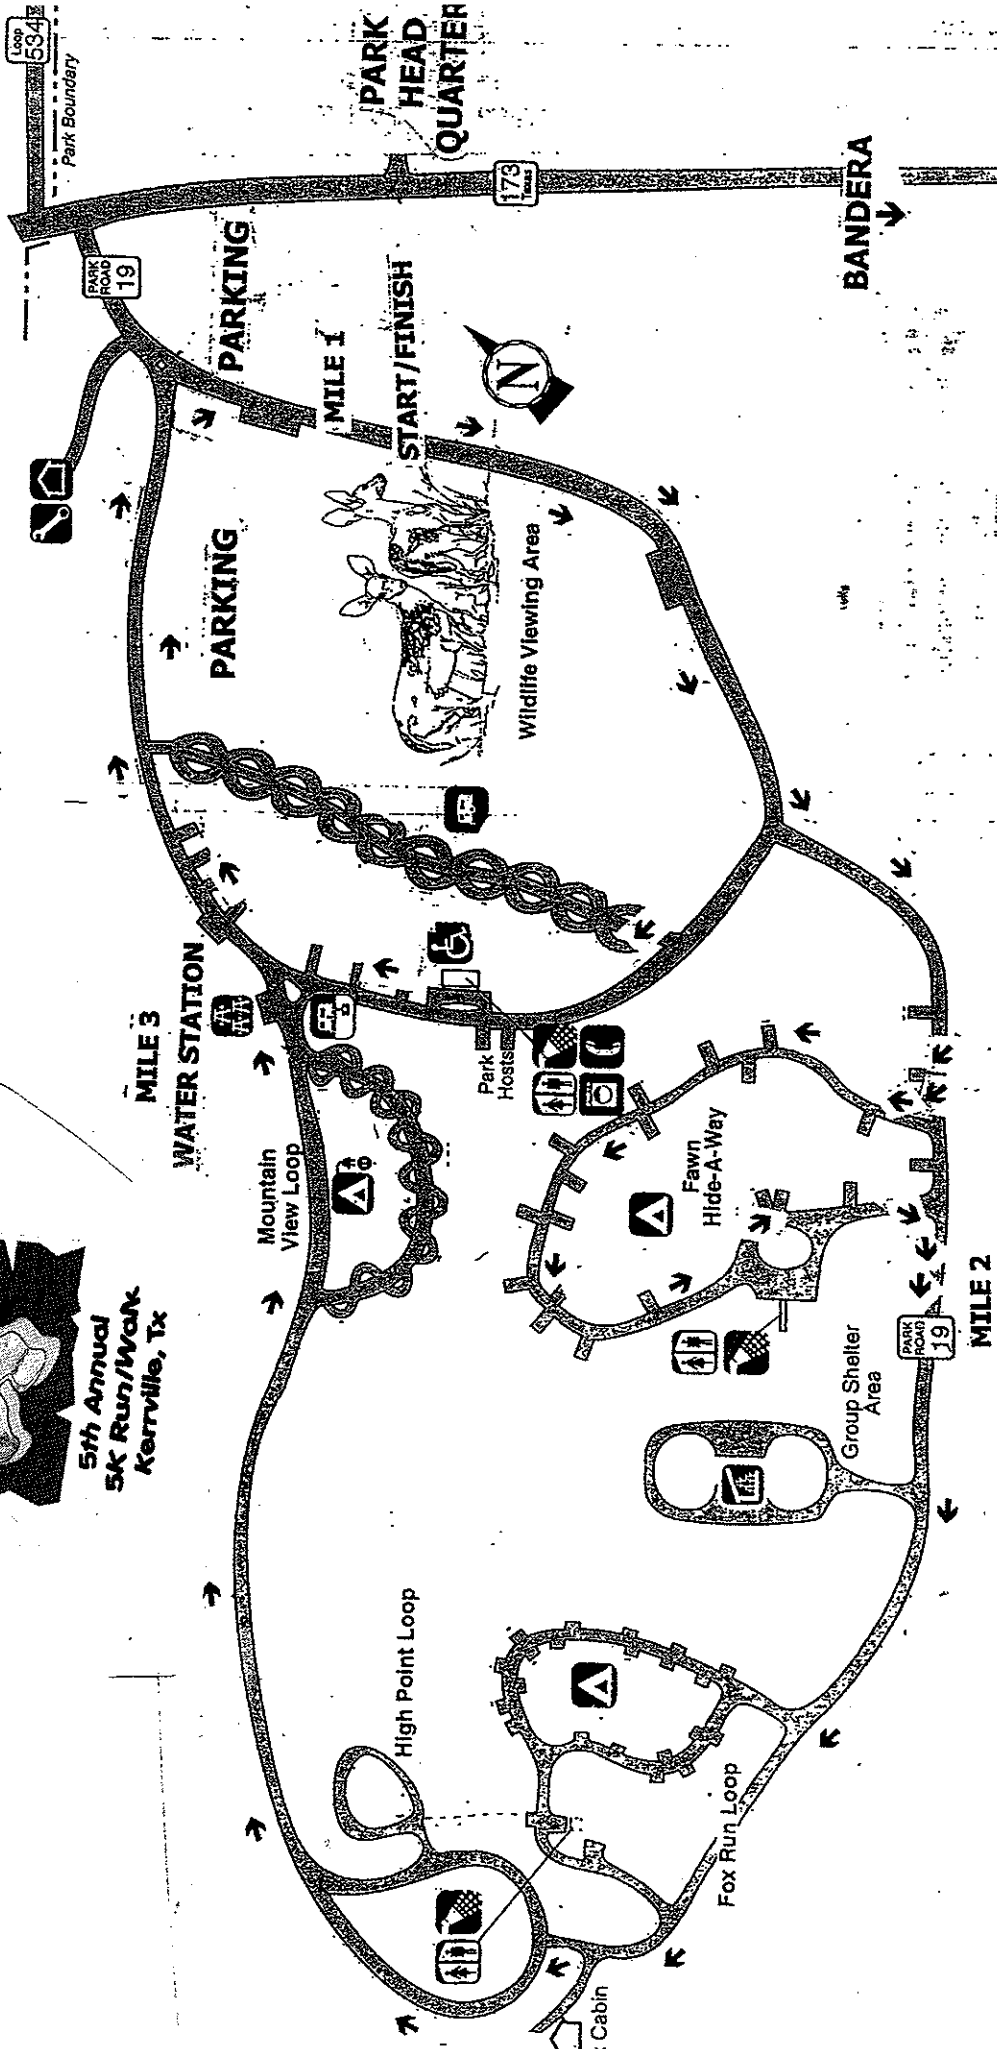 Loop
534
Park Boundary
PARK
HEAD
QUARTER
173
Texas
BANDERA
PARK
ROAD
19
PARKING
MILE 1
START/FINISH
N
PARKING
Wildlife Viewing Area
MILE 3
WATER STATION
Mountain
View Loop
Park
Hosts
Fawn
Hide-A-Way
MILE 2
PARK
ROAD
19
Group Shelter
Area
5th Annual
5K Run/Walk
Kerrville, Tx
High Point Loop
Fox Run Loop
Cabin